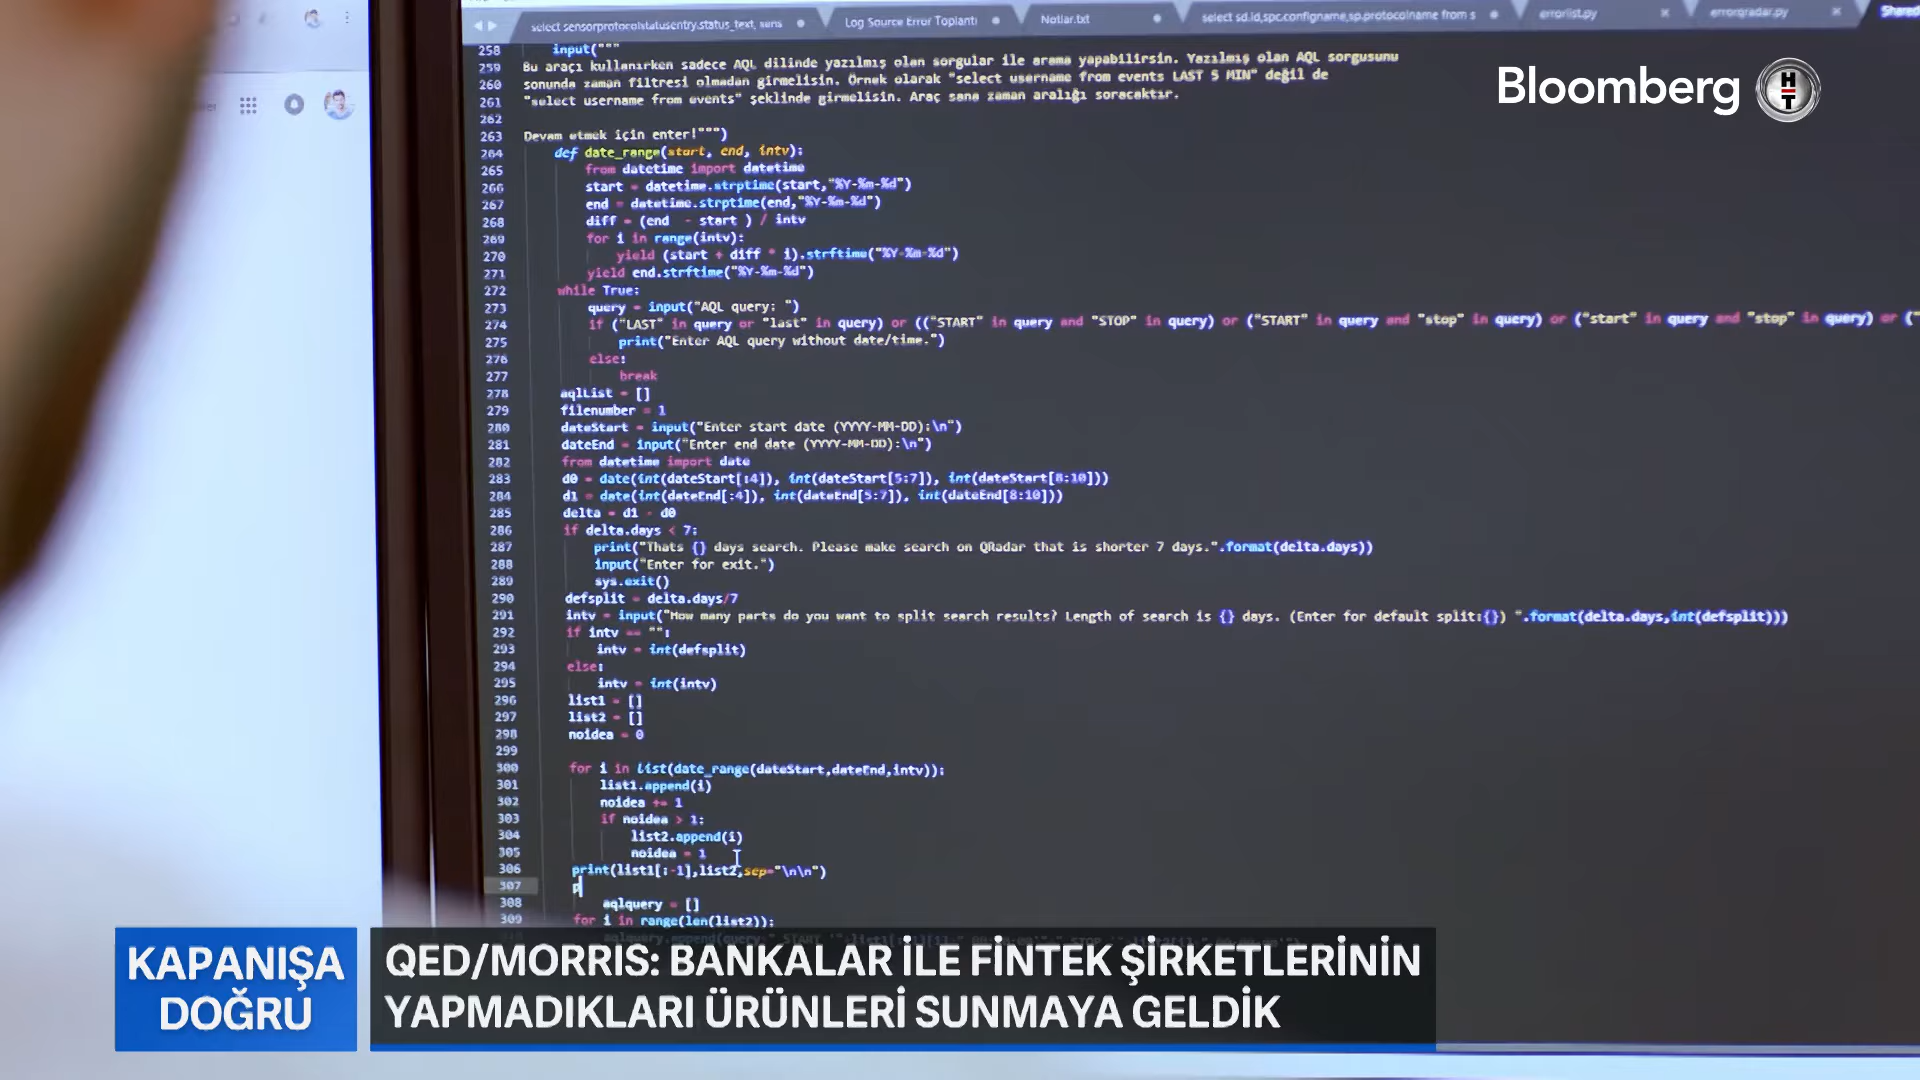 select sensorprotocolstatusentry.status_text, sens
Log Source Error Toplantı
Notlar.txt
select sd.id,spc.configname,sp.protocolname from s
errorlist.py
errorqradar.py
Shared
Bloomberg HT
258 input("""
259 Bu aracı kullanırken sadece AQL dilinde yazılmış olan sorgular ile arama yapabilirsin. Yazılmış olan AQL sorgusunu
260 sonunda zaman filtresi olmadan girmelisin. Örnek olarak "select username from events LAST 5 MIN" değil de
261 "select username from events" şeklinde girmelisin. Araç sana zaman aralığı soracaktır.
262
263 Devam etmek için enter!""")
264 def date_range(start, end, intv):
265 from datetime import datetime
266 start = datetime.strptime(start,"%Y-%m-%d")
267 end = datetime.strptime(end,"%Y-%m-%d")
268 diff = (end - start ) / intv
269 for i in range(intv):
270 yield (start + diff * i).strftime("%Y-%m-%d")
271 yield end.strftime("%Y-%m-%d")
272 while True:
273 query = input("AQL query: ")
274 if ("LAST" in query or "last" in query) or (("START" in query and "STOP" in query) or ("START" in query and "stop" in query) or ("start" in query and "stop" in query) or ("
275 print("Enter AQL query without date/time.")
276 else:
277 break
278 aqlList = []
279 filenumber = 1
280 dateStart = input("Enter start date (YYYY-MM-DD):\n")
281 dateEnd = input("Enter end date (YYYY-MM-DD):\n")
282 from datetime import date
283 d0 = date(int(dateStart[:4]), int(dateStart[5:7]), int(dateStart[8:10]))
284 d1 = date(int(dateEnd[:4]), int(dateEnd[5:7]), int(dateEnd[8:10]))
285 delta = d1 - d0
286 if delta.days < 7:
287 print("Thats {} days search. Please make search on QRadar that is shorter 7 days.".format(delta.days))
288 input("Enter for exit.")
289 sys.exit()
290 defsplit = delta.days/7
291 intv = input("How many parts do you want to split search results? Length of search is {} days. (Enter for default split:{}) ".format(delta.days,int(defsplit)))
292 if intv == "":
293 intv = int(defsplit)
294 else:
295 intv = int(intv)
296 list1 = []
297 list2 = []
298 noidea = 0
299
300 for i in list(date_range(dateStart,dateEnd,intv)):
301 list1.append(i)
302 noidea += 1
303 if noidea > 1:
304 list2.append(i)
305 noidea = 1
306 print(list1[:-1],list2,sep="\n\n")
307 p
308 aqlquery = []
309 for i in range(len(list2)):
KAPANIŞA
DOĞRU
QED/MORRIS: BANKALAR İLE FİNTEK ŞİRKETLERİNİN
YAPMADIKLARI ÜRÜNLERİ SUNMAYA GELDİK